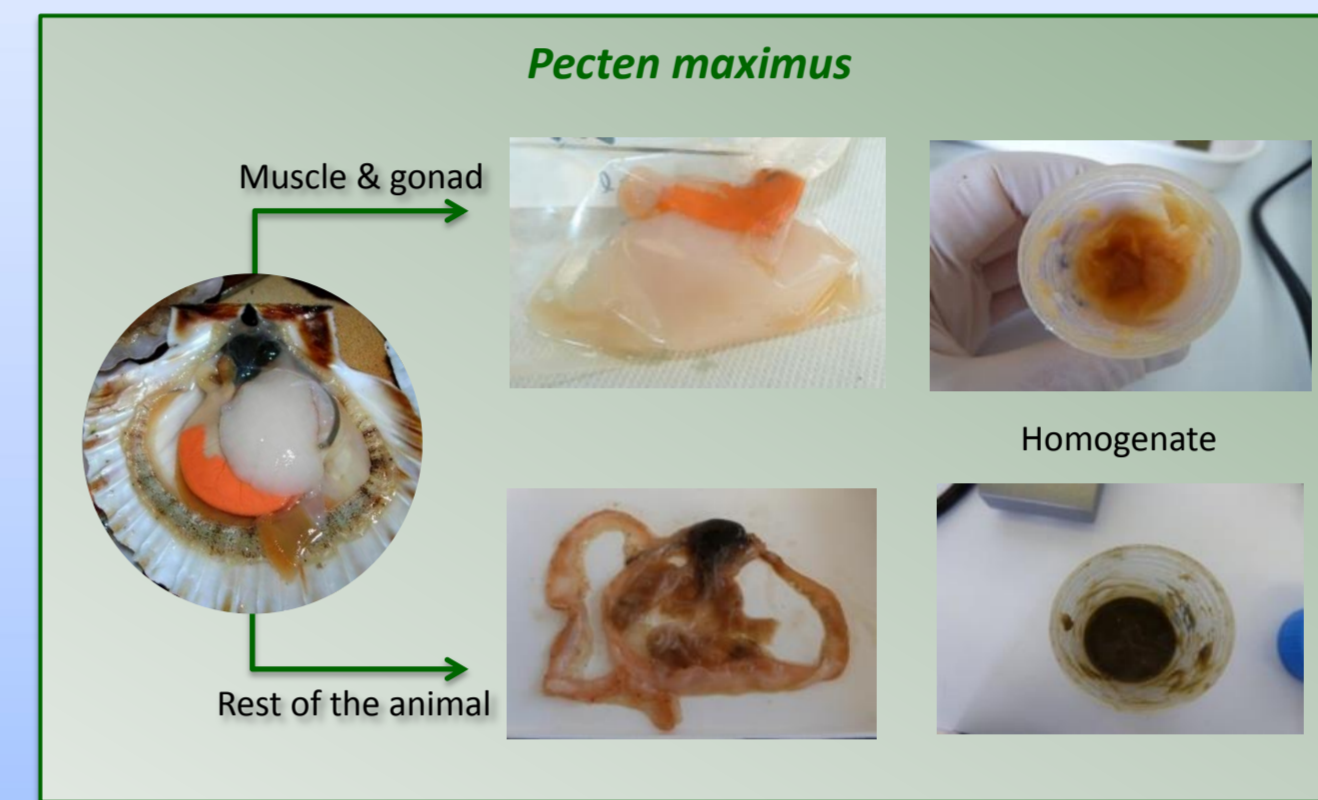 Pecten maximus
Muscle & gonad
Homogenate
Rest of the animal